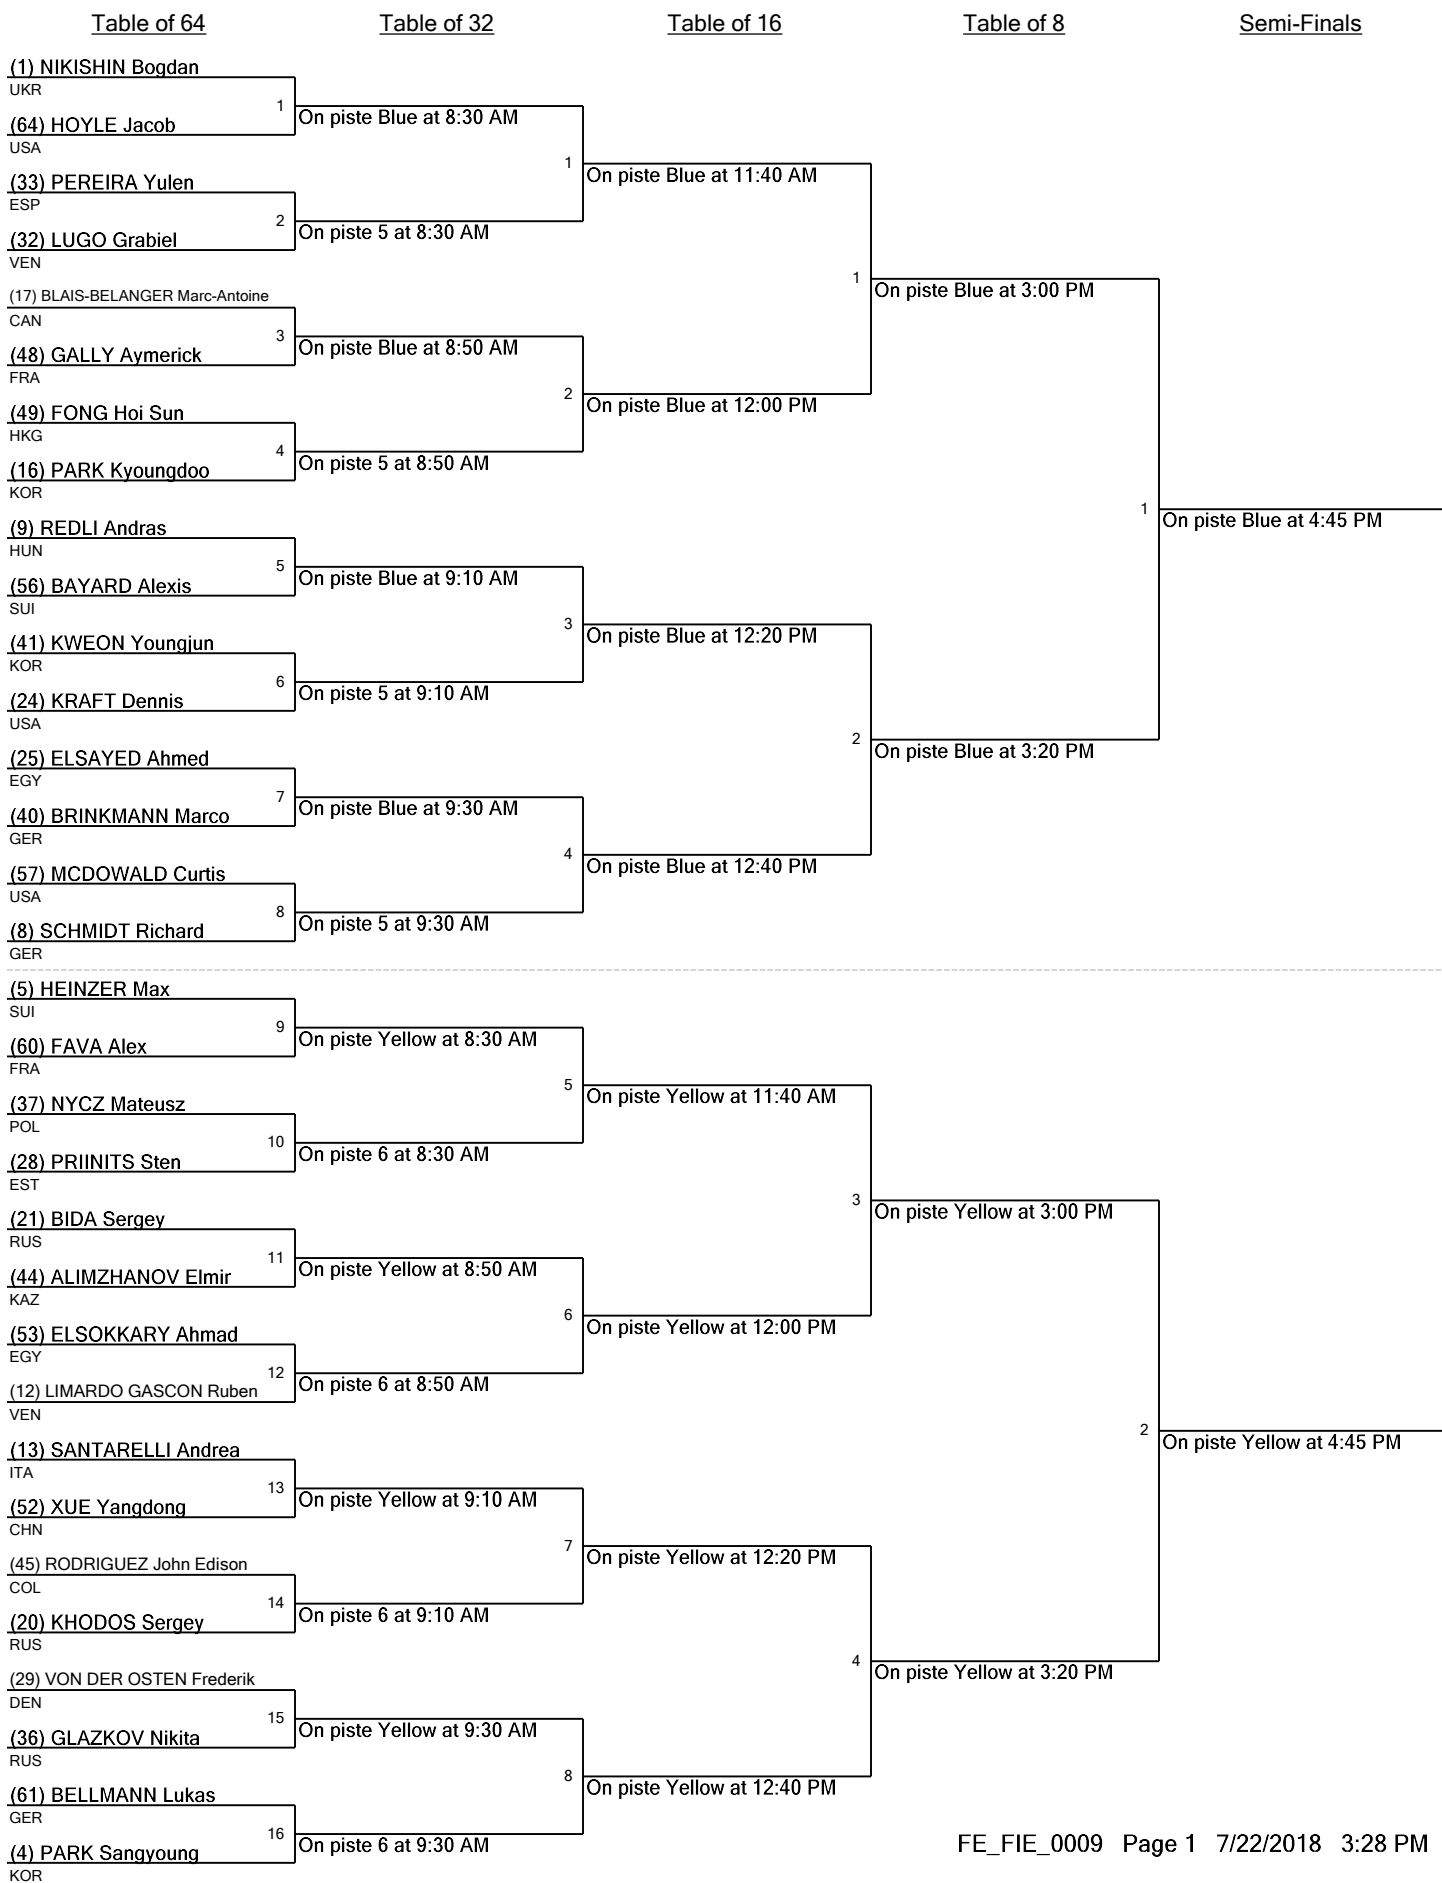 Table of 64 Table of 32 Table of 16 Table of 8 Semi-Finals
(1) NIKISHIN Bogdan
UKR
1 On piste Blue at 8:30 AM
(64) HOYLE Jacob
USA
1 On piste Blue at 11:40 AM
(33) PEREIRA Yulen
ESP
2 On piste 5 at 8:30 AM
(32) LUGO Grabiel
VEN
1 On piste Blue at 3:00 PM
(17) BLAIS-BELANGER Marc-Antoine
CAN
3 On piste Blue at 8:50 AM
(48) GALLY Aymerick
FRA
2 On piste Blue at 12:00 PM
(49) FONG Hoi Sun
HKG
4 On piste 5 at 8:50 AM
(16) PARK Kyoungdoo
KOR
1 On piste Blue at 4:45 PM
(9) REDLI Andras
HUN
5 On piste Blue at 9:10 AM
(56) BAYARD Alexis
SUI
3 On piste Blue at 12:20 PM
(41) KWEON Youngjun
KOR
6 On piste 5 at 9:10 AM
(24) KRAFT Dennis
USA
2 On piste Blue at 3:20 PM
(25) ELSAYED Ahmed
EGY
7 On piste Blue at 9:30 AM
(40) BRINKMANN Marco
GER
4 On piste Blue at 12:40 PM
(57) MCDOWALD Curtis
USA
8 On piste 5 at 9:30 AM
(8) SCHMIDT Richard
GER
(5) HEINZER Max
SUI
9 On piste Yellow at 8:30 AM
(60) FAVA Alex
FRA
5 On piste Yellow at 11:40 AM
(37) NYCZ Mateusz
POL
10 On piste 6 at 8:30 AM
(28) PRIINITS Sten
EST
3 On piste Yellow at 3:00 PM
(21) BIDA Sergey
RUS
11 On piste Yellow at 8:50 AM
(44) ALIMZHANOV Elmir
KAZ
6 On piste Yellow at 12:00 PM
(53) ELSOKKARY Ahmad
EGY
12 On piste 6 at 8:50 AM
(12) LIMARDO GASCON Ruben
VEN
2 On piste Yellow at 4:45 PM
(13) SANTARELLI Andrea
ITA
13 On piste Yellow at 9:10 AM
(52) XUE Yangdong
CHN
7 On piste Yellow at 12:20 PM
(45) RODRIGUEZ John Edison
COL
14 On piste 6 at 9:10 AM
(20) KHODOS Sergey
RUS
4 On piste Yellow at 3:20 PM
(29) VON DER OSTEN Frederik
DEN
15 On piste Yellow at 9:30 AM
(36) GLAZKOV Nikita
RUS
8 On piste Yellow at 12:40 PM
(61) BELLMANN Lukas
GER
16 On piste 6 at 9:30 AM
(4) PARK Sangyoung
KOR
FE_FIE_0009 Page 1 7/22/2018 3:28 PM